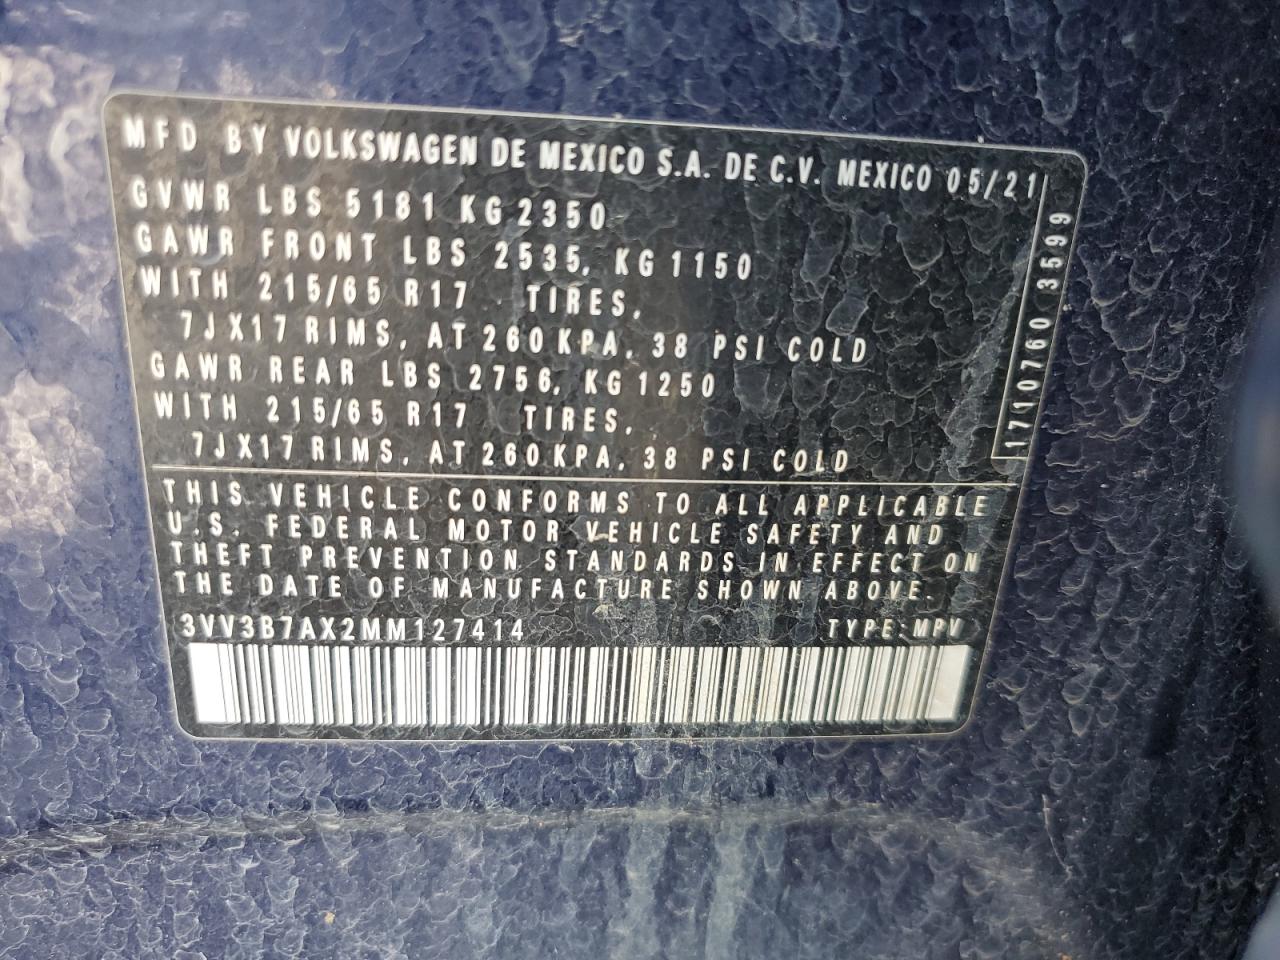 MFD BY VOLKSWAGEN DE MEXICO S.A. DE C.V. MEXICO 05/21
GVWR LBS 5181 KG 2350
GAWR FRONT LBS 2535, KG 1150
WITH 215/65 R17 TIRES,
7JX17 RIMS, AT 260 KPA, 38 PSI COLD
GAWR REAR LBS 2756, KG 1250
WITH 215/65 R17 TIRES,
7JX17 RIMS, AT 260 KPA, 38 PSI COLD
1710760 3599
THIS VEHICLE CONFORMS TO ALL APPLICABLE
U.S. FEDERAL MOTOR VEHICLE SAFETY AND
THEFT PREVENTION STANDARDS IN EFFECT ON
THE DATE OF MANUFACTURE SHOWN ABOVE.
3VV3B7AX2MM127414 TYPE:MPV